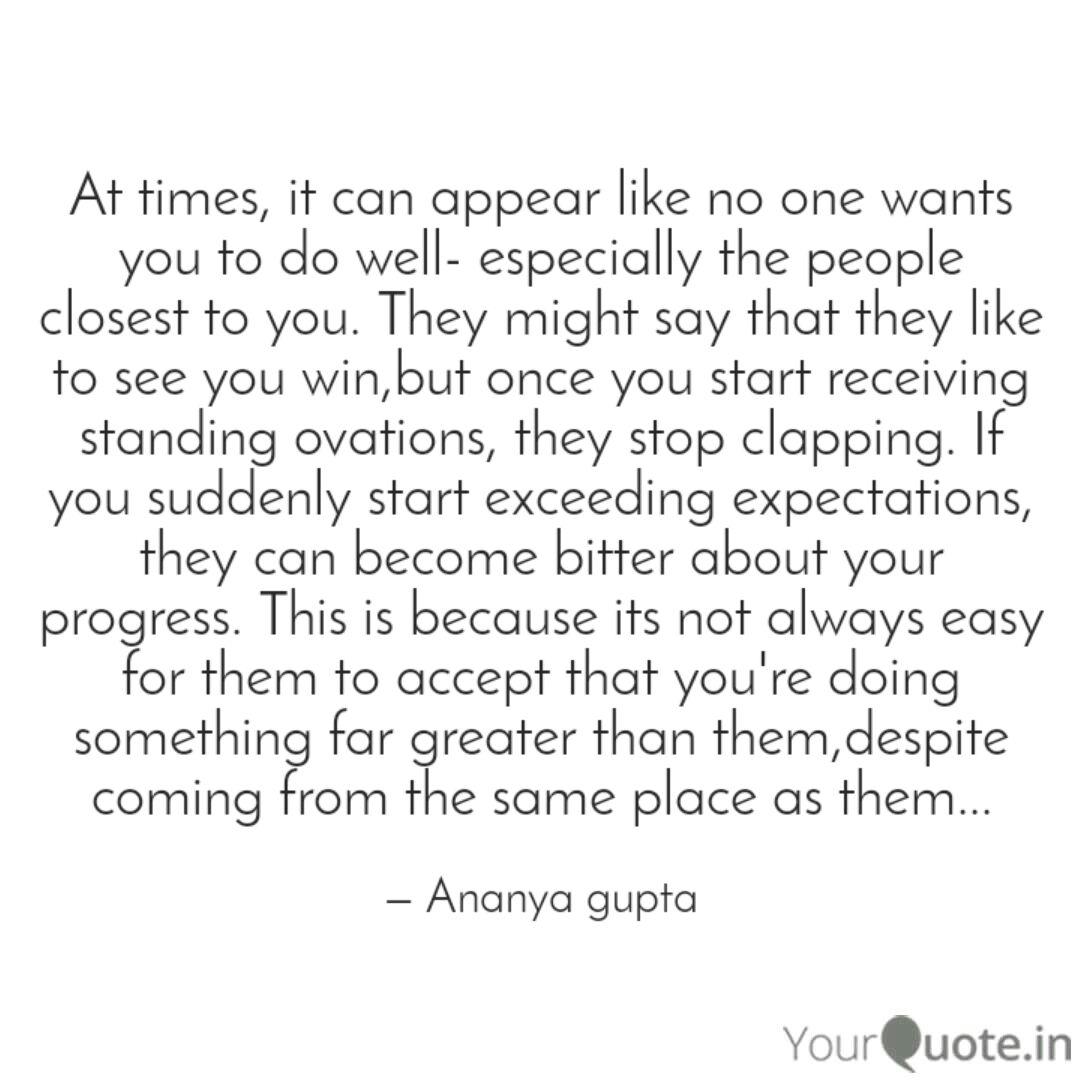 At times, it can appear like no one wants
you to do well- especially the people
closest to you. They might say that they like
to see you win,but once you start receiving
standing ovations, they stop clapping. If
you suddenly start exceeding expectations,
they can become bitter about your
progress. This is because its not always easy
for them to accept that you're doing
something far greater than them,despite
coming from the same place as them...
– Ananya gupta
YourQuote.in